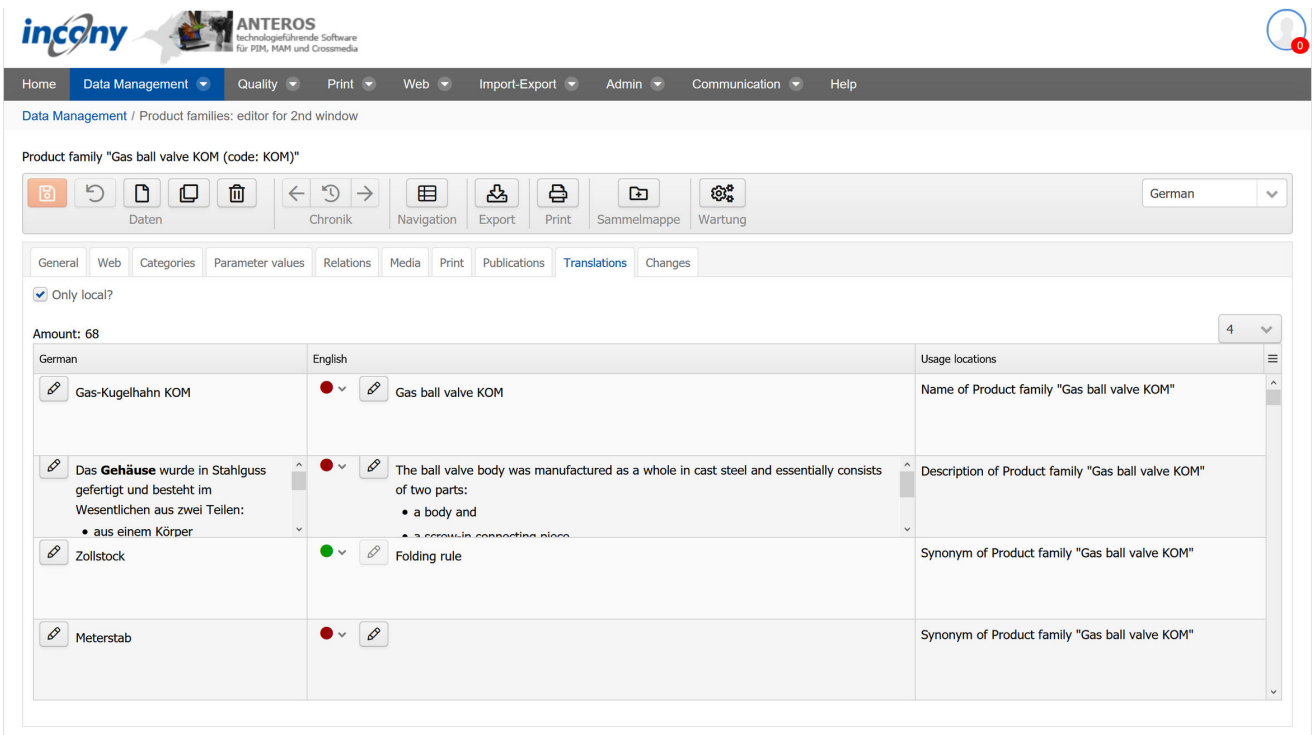 incony
ANTEROS
technologieführende Software
für PIM, MAM und Crossmedia
0
Home Data Management Quality Print Web Import-Export Admin Communication Help
Data Management / Product families: editor for 2nd window
Product family "Gas ball valve KOM (code: KOM)"
German
Daten Chronik Navigation Export Print Sammelmappe Wartung
General Web Categories Parameter values Relations Media Print Publications Translations Changes
Only local?
Amount: 68
4
German English Usage locations
Gas-Kugelhahn KOM Gas ball valve KOM Name of Product family "Gas ball valve KOM"
Das Gehäuse wurde in Stahlguss The ball valve body was manufactured as a whole in cast steel and essentially consists Description of Product family "Gas ball valve KOM"
gefertigt und besteht im of two parts:
Wesentlichen aus zwei Teilen: • a body and
• aus einem Körper • a screw-in connecting piece
Zollstock Folding rule Synonym of Product family "Gas ball valve KOM"
Meterstab Synonym of Product family "Gas ball valve KOM"